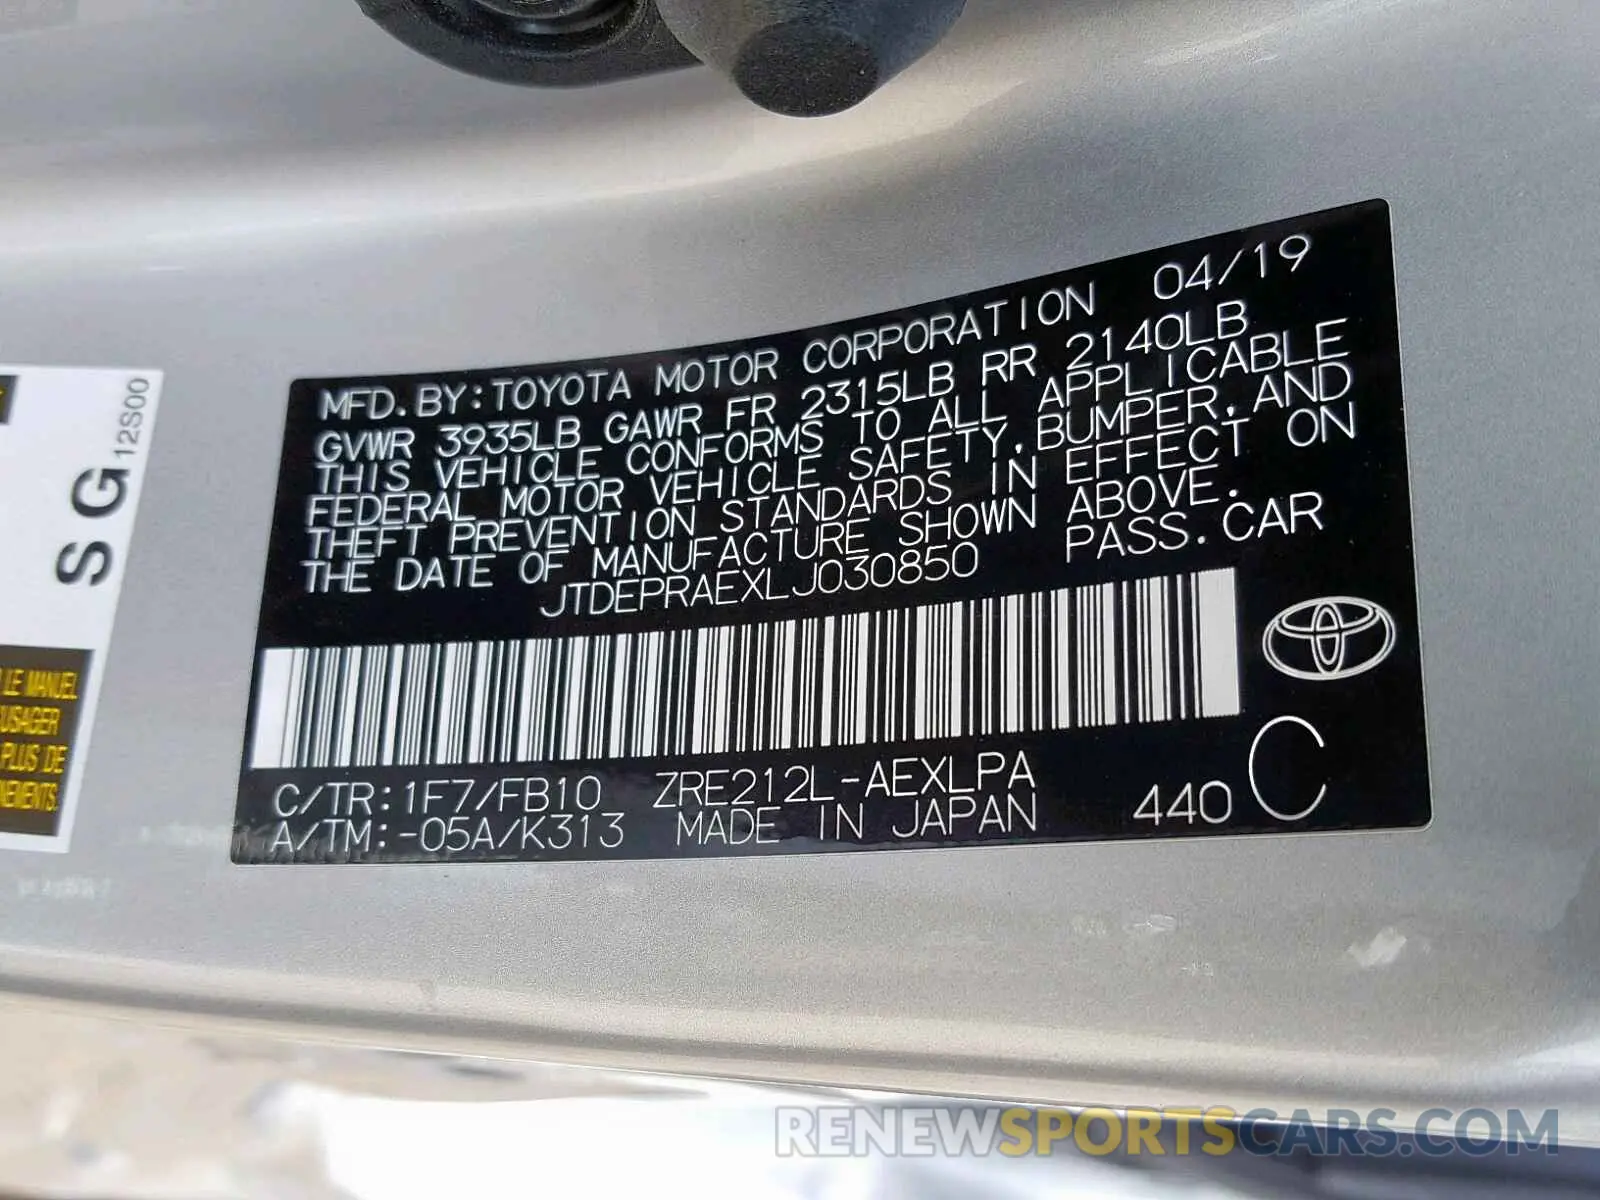 MFD. BY: TOYOTA MOTOR CORPORATION 04/19
GVWR 3935LB GAWR FR 2315LB RR 2140LB
THIS VEHICLE CONFORMS TO ALL APPLICABLE
FEDERAL MOTOR VEHICLE SAFETY, BUMPER, AND
THEFT PREVENTION STANDARDS IN EFFECT ON
THE DATE OF MANUFACTURE SHOWN ABOVE.
JTDEPRAEXLJ030850 PASS. CAR
C/TR: 1F7/FB10 ZRE212L-AEXLPA
A/TM: -05A/K313 MADE IN JAPAN 440 C
SG 12S00
LE MANUEL
USAGER
PLUS DE
RENEWSPORTSCARS.COM